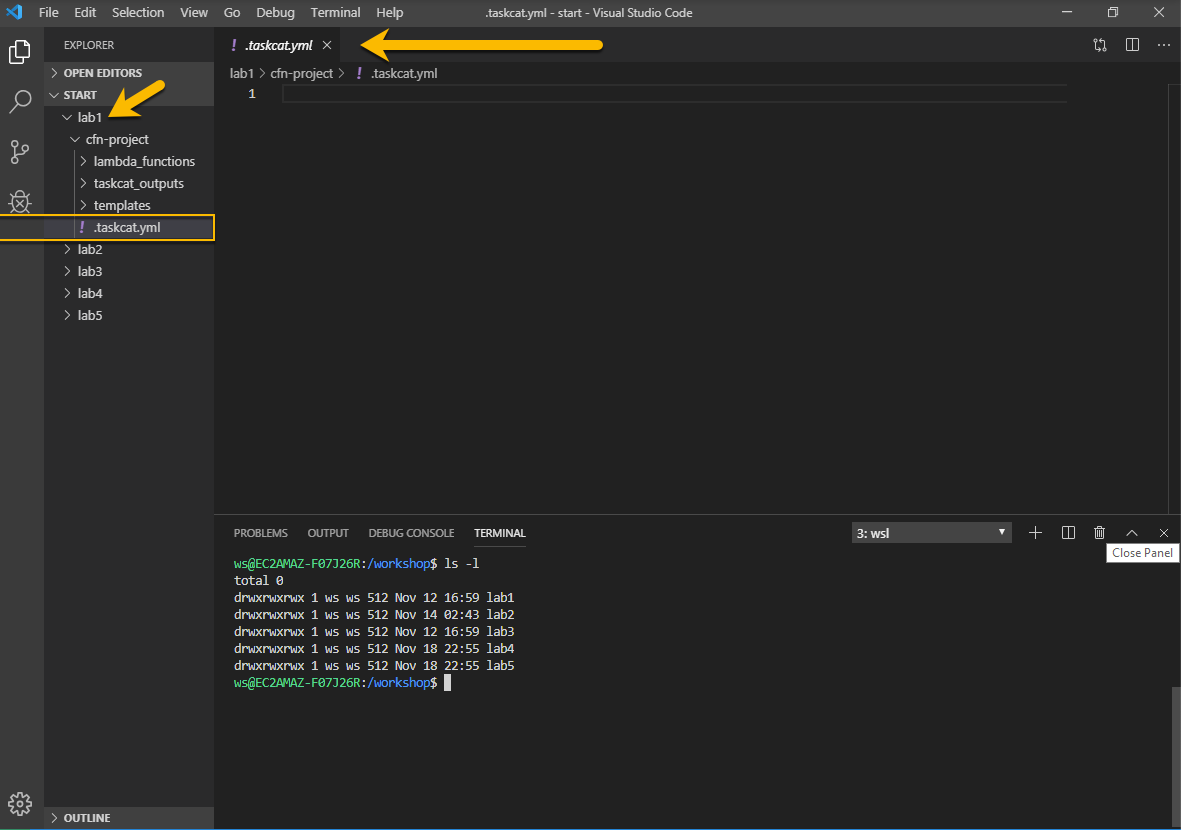 File Edit Selection View Go Debug Terminal Help .taskcat.yml - start - Visual Studio Code
EXPLORER
OPEN EDITORS
START
lab1
cfn-project
lambda_functions
taskcat_outputs
templates
! .taskcat.yml
lab2
lab3
lab4
lab5
OUTLINE
! .taskcat.yml
lab1 > cfn-project > ! .taskcat.yml
1
PROBLEMS OUTPUT DEBUG CONSOLE TERMINAL 3: wsl
Close Panel
ws@EC2AMAZ-F07J26R:/workshop$ ls -l
total 0
drwxrwxrwx 1 ws ws 512 Nov 12 16:59 lab1
drwxrwxrwx 1 ws ws 512 Nov 14 02:43 lab2
drwxrwxrwx 1 ws ws 512 Nov 12 16:59 lab3
drwxrwxrwx 1 ws ws 512 Nov 18 22:55 lab4
drwxrwxrwx 1 ws ws 512 Nov 18 22:55 lab5
ws@EC2AMAZ-F07J26R:/workshop$